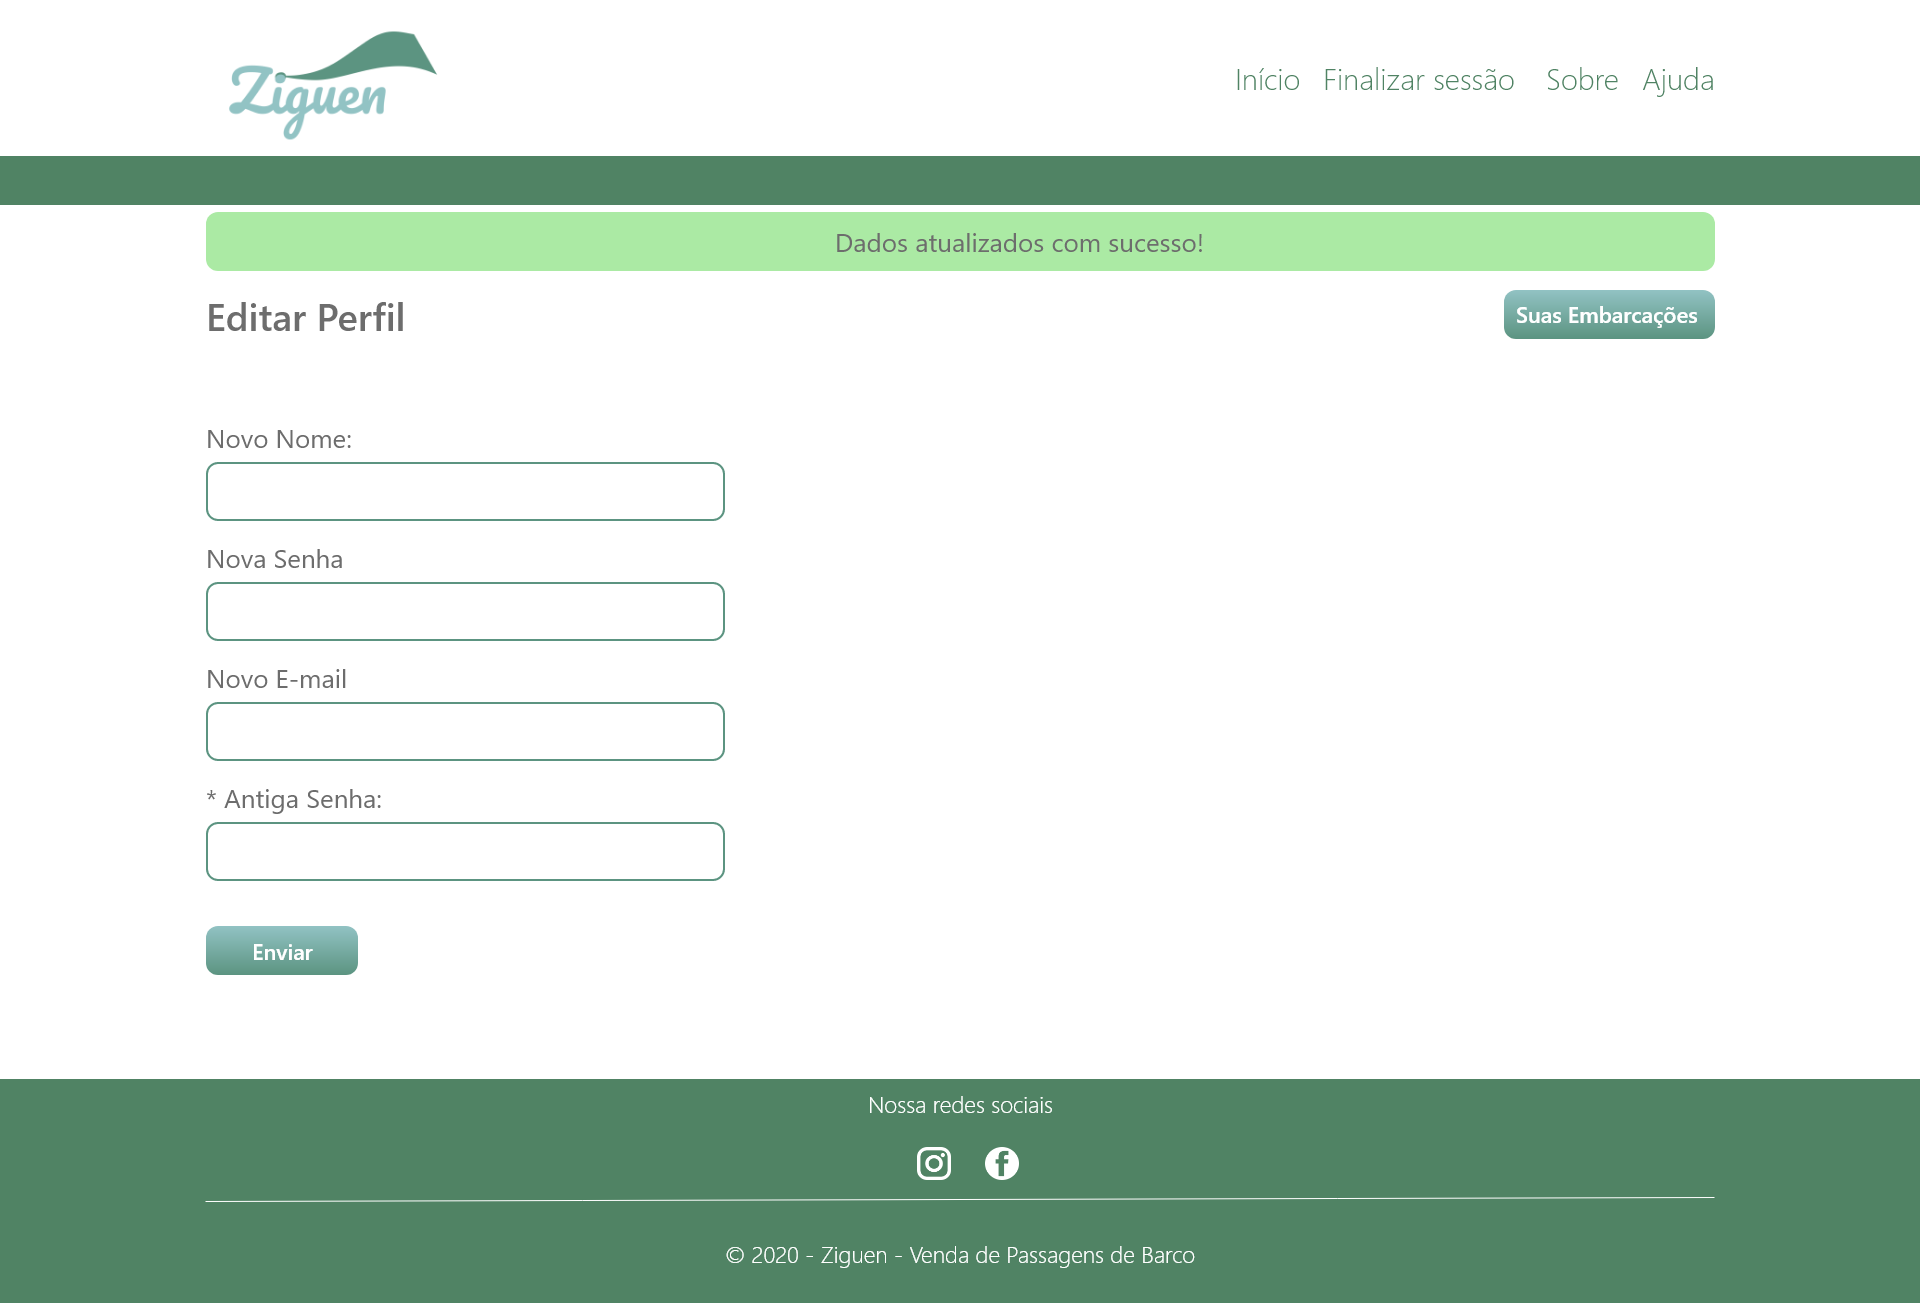 Ziguen
Início Finalizar sessão Sobre Ajuda
Dados atualizados com sucesso!
Editar Perfil
Suas Embarcações
Novo Nome:
Nova Senha
Novo E-mail
* Antiga Senha:
Enviar
Nossa redes sociais
© 2020 - Ziguen - Venda de Passagens de Barco